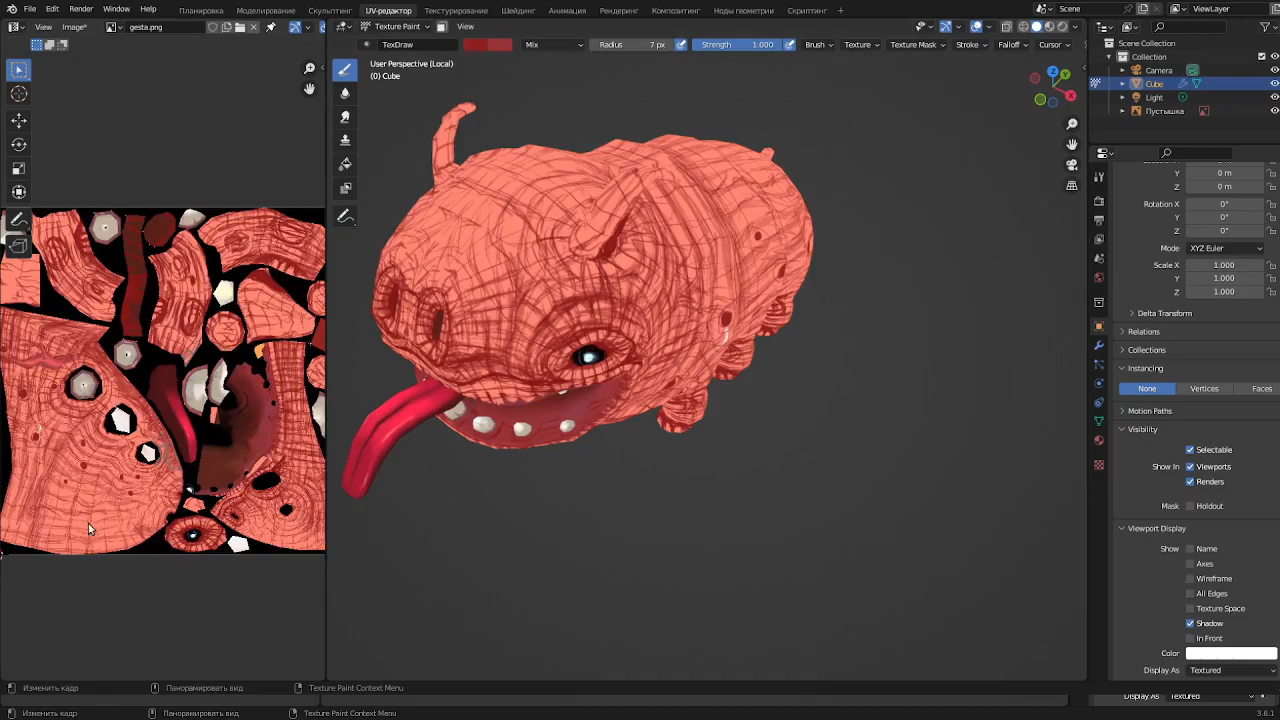 File Edit Render Window Help
Скриптинг Моделирование Скульптинг UV-редактор Текстурирование Шейдинг Анимация Рендеринг Композитинг Ноды геометрии Скриптинг +
Scene ViewLayer
View Image* gesta.png
Texture Paint View
TexDraw Mix Radius 7 px Strength 1.000 Brush Texture Texture Mask Stroke Falloff Cursor
User Perspective (Local)
(0) Cube
Z Y X
Scene Collection
Collection
Camera
Cube
Light
Пустышка
Y 0 m
Z 0 m
Rotation X 0°
Y 0°
Z 0°
Mode XYZ Euler
Scale X 1.000
Y 1.000
Z 1.000
Delta Transform
Relations
Collections
Instancing
None Vertices Faces
Motion Paths
Visibility
Selectable
Show In Viewports
Renders
Mask Holdout
Viewport Display
Show Name
Axes
Wireframe
All Edges
Texture Space
Shadow
In Front
Color
Display As Textured
Изменить кадр Панорамировать вид Texture Paint Context Menu
Display As Textured
Изменить кадр Панорамировать вид Texture Paint Context Menu 3.6.1